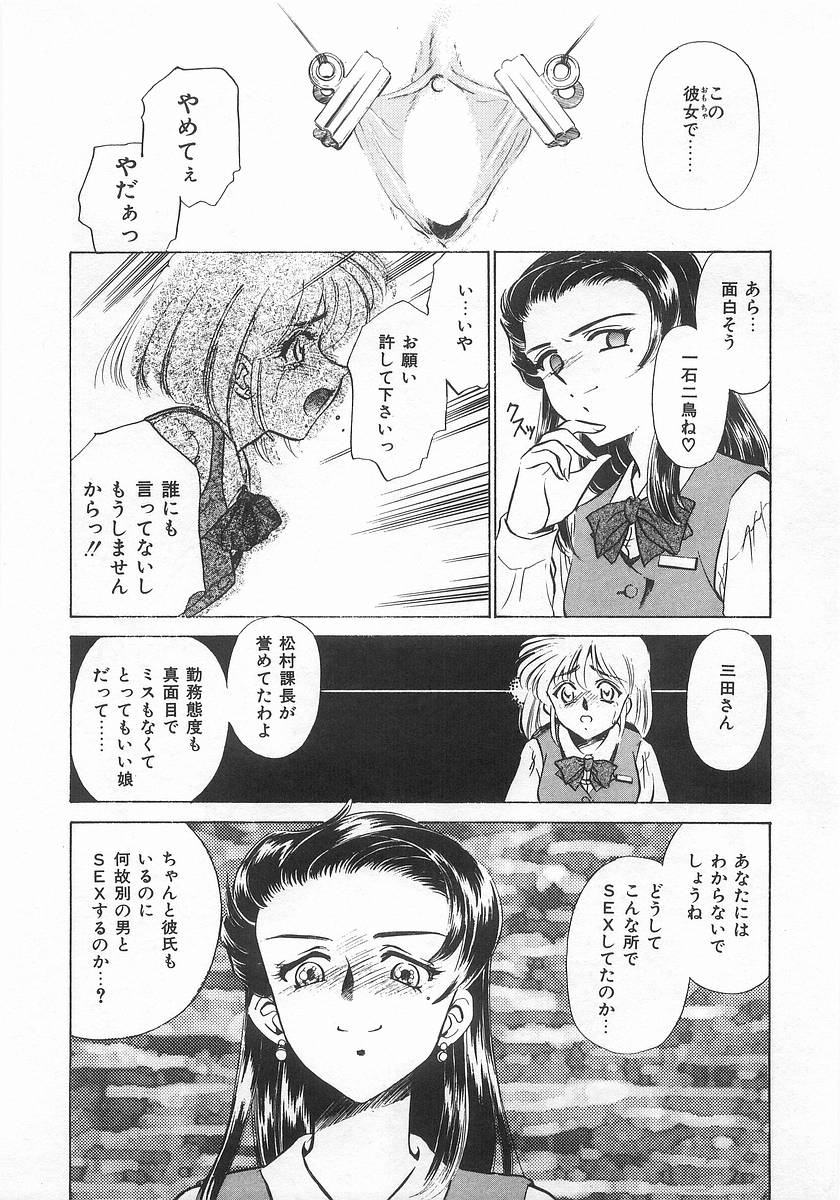 この
彼女で……
おもちゃ
やめてぇ
やだぁっ
あら…
面白そう
一石二鳥ね♡
クスッ
い…いや
お願い
許して下さいっ
誰にも
言ってないし
もうしません
からっ!!
三田さん
松村課長が
誉めてたわよ
勤務態度も
真面目で
ミスもなくて
とってもいい娘
だって……
あなたには
わからないで
しょうね
どうして
こんな所で
SEXしてたのか…
ちゃんと彼氏も
いるのに
何故別の男と
SEXするのか…?